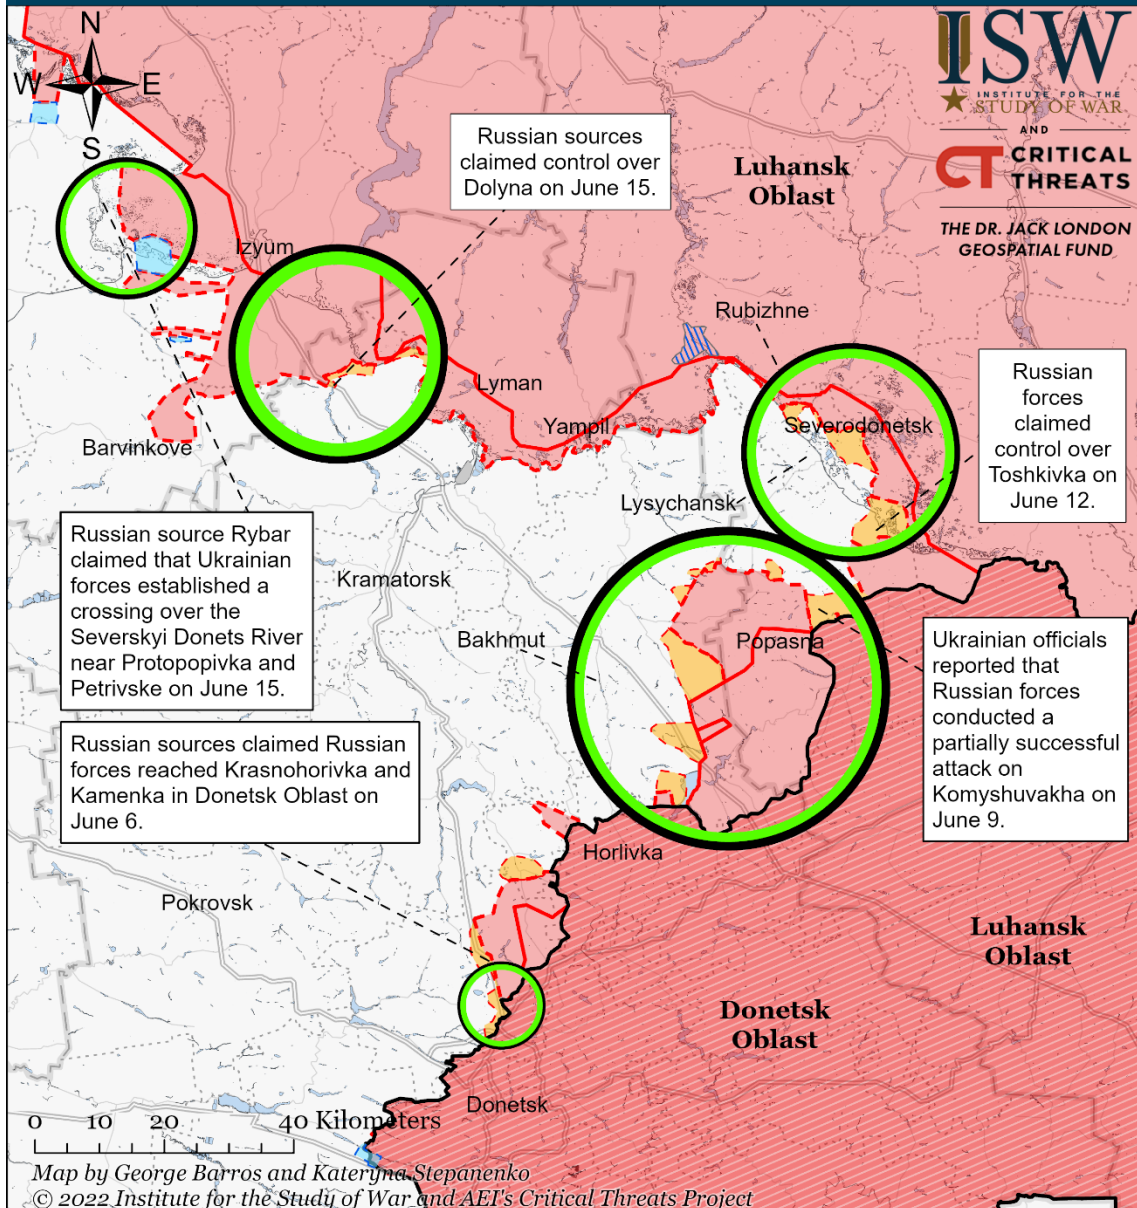 N
W
E
S
ISW
INSTITUTE FOR THE
STUDY OF WAR
AND
CT CRITICAL
THREATS
THE DR. JACK LONDON
GEOSPATIAL FUND
Russian sources
claimed control over
Dolyna on June 15.
Luhansk
Oblast
Izyum
Rubizhne
Russian
forces
claimed
control over
Toshkivka on
June 12.
Lyman
Yampil
Severodonetsk
Barvinkove
Lysychansk
Russian source Rybar
claimed that Ukrainian
forces established a
crossing over the
Severskyi Donets River
near Protopopivka and
Petrivske on June 15.
Kramatorsk
Bakhmut
Popasna
Ukrainian officials
reported that
Russian forces
conducted a
partially successful
attack on
Komyshuvakha on
June 9.
Russian sources claimed Russian
forces reached Krasnohorivka and
Kamenka in Donetsk Oblast on
June 6.
Horlivka
Pokrovsk
Luhansk
Oblast
Donetsk
Oblast
Donetsk
0 10 20 40 Kilometers
Map by George Barros and Kateryna Stepanenko
© 2022 Institute for the Study of War and AEI's Critical Threats Project